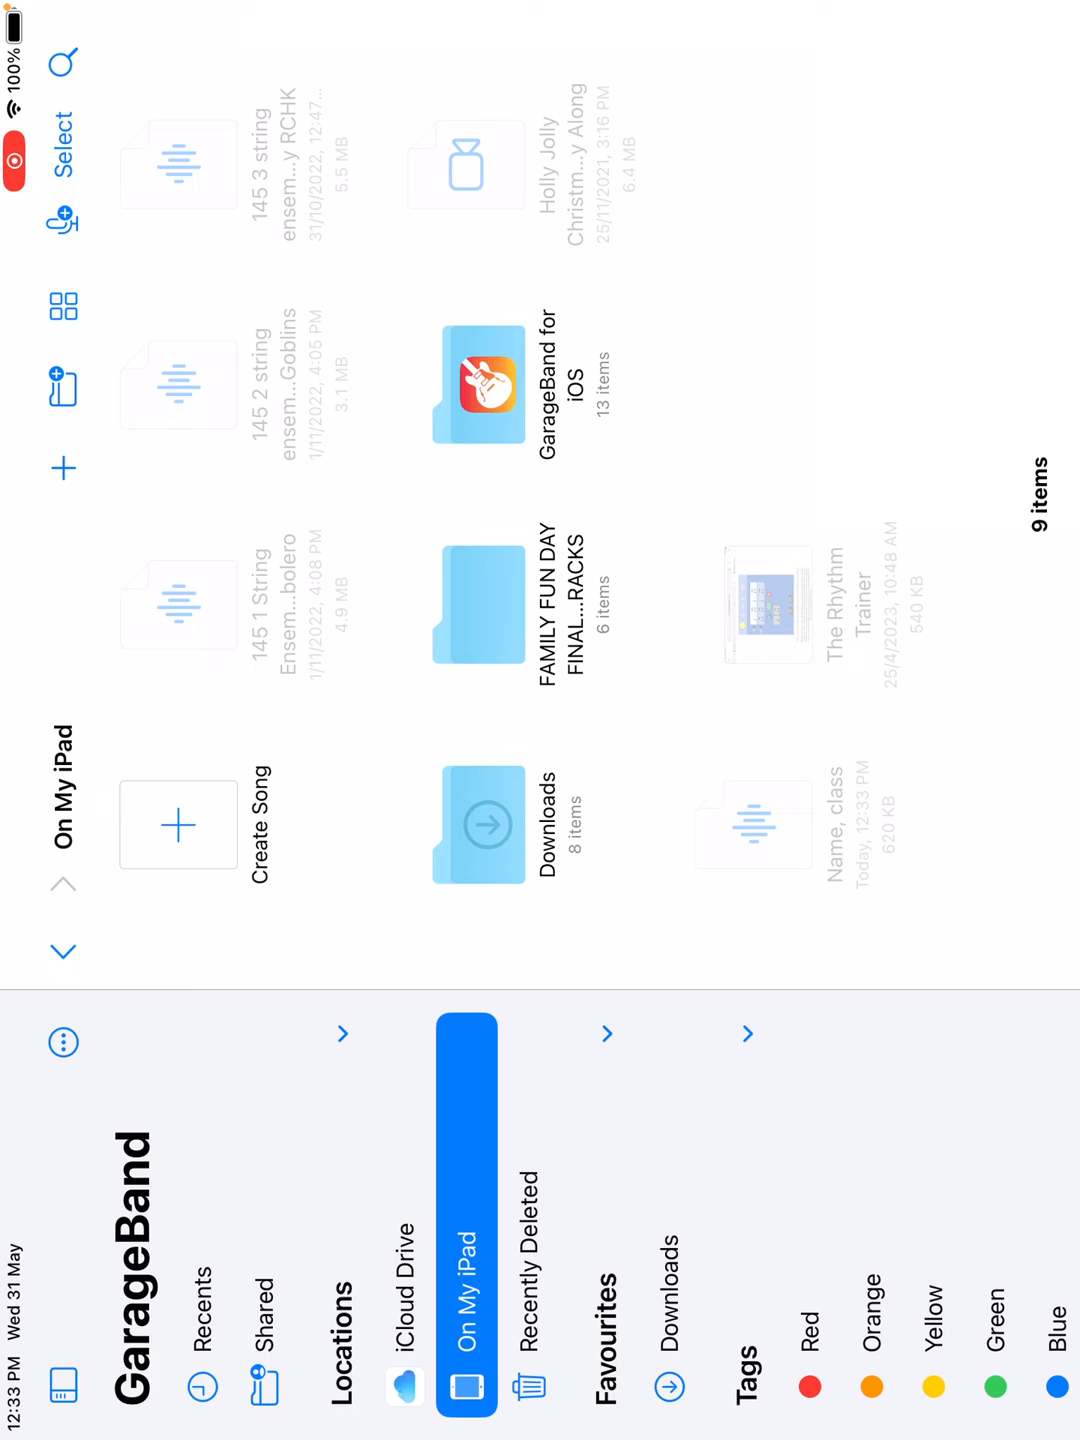 12:33 PM Wed 31 May
100%
GarageBand
Recents
Shared
Locations
iCloud Drive
On My iPad
Recently Deleted
Favourites
Downloads
Tags
Red
Orange
Yellow
Green
Blue
On My iPad
Select
Create Song
145 1 String
Ensem...bolero
1/11/2022, 4:08 PM
4.9 MB
145 2 string
ensem...Goblins
1/11/2022, 4:05 PM
3.1 MB
145 3 string
ensem...y RCHK
31/10/2022, 12:47...
5.5 MB
Downloads
8 items
FAMILY FUN DAY
FINAL...RACKS
6 items
GarageBand for
iOS
13 items
Holly Jolly
Christm...y Along
25/11/2021, 3:16 PM
6.4 MB
Name, class
Today, 12:33 PM
620 KB
The Rhythm
Trainer
25/4/2023, 10:48 AM
540 KB
9 items